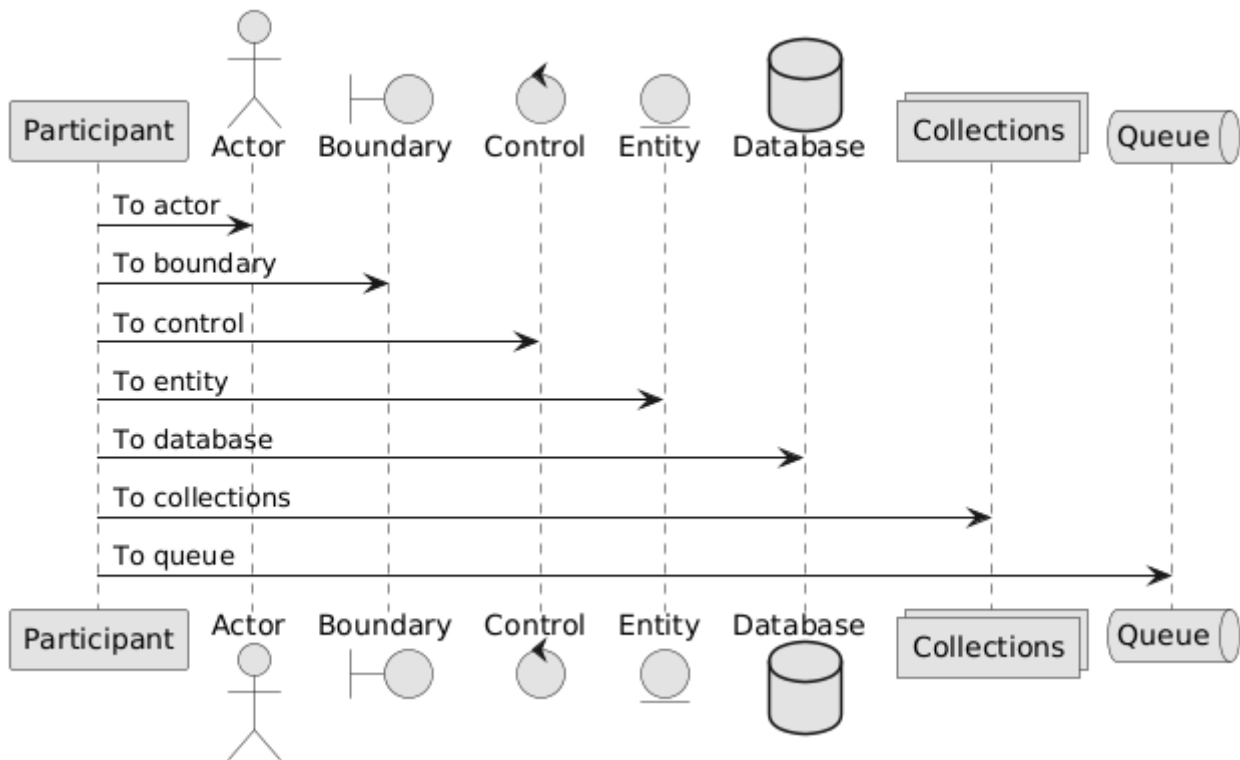 Participant
Actor
Boundary
Control
Entity
Database
Collections
Queue
To actor
To boundary
To control
To entity
To database
To collections
To queue
Participant
Actor
Boundary
Control
Entity
Database
Collections
Queue